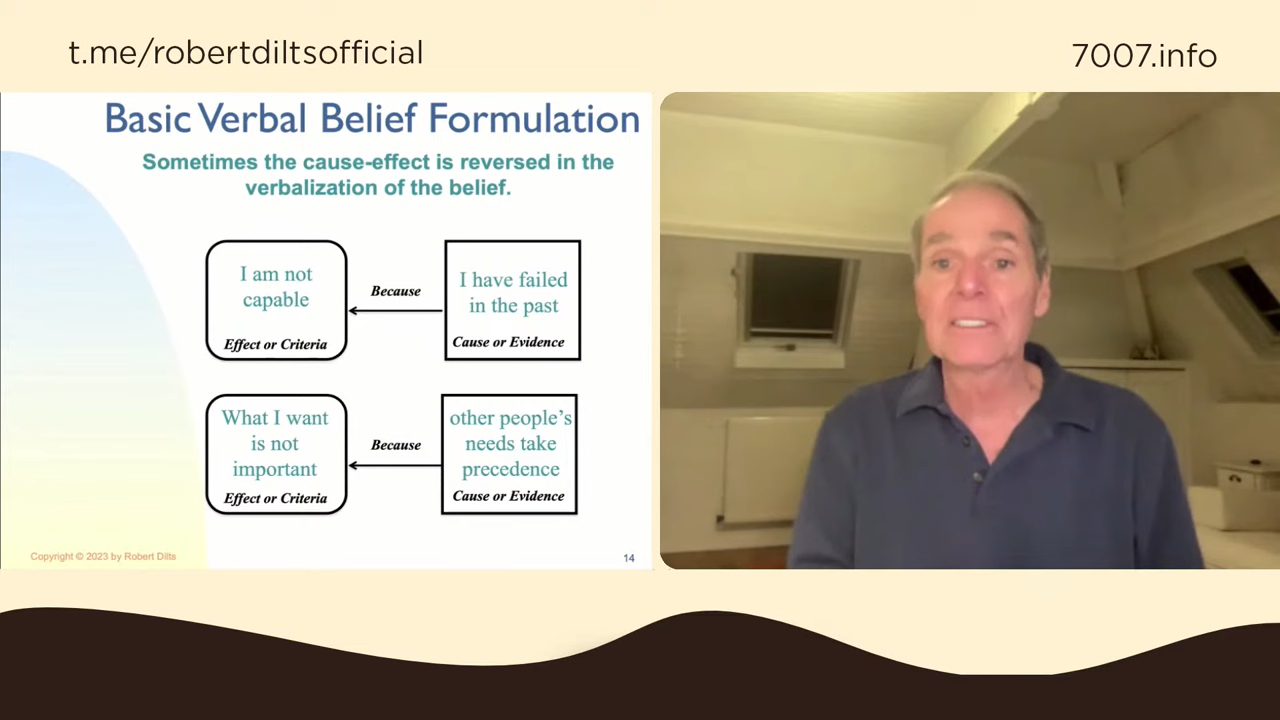 t.me/robertdiltsofficial
7007.info
Basic Verbal Belief Formulation
Sometimes the cause-effect is reversed in the
verbalization of the belief.
I am not
capable
Effect or Criteria
Because
I have failed
in the past
Cause or Evidence
What I want
is not
important
Effect or Criteria
Because
other people’s
needs take
precedence
Cause or Evidence
Copyright © 2023 by Robert Dilts
14